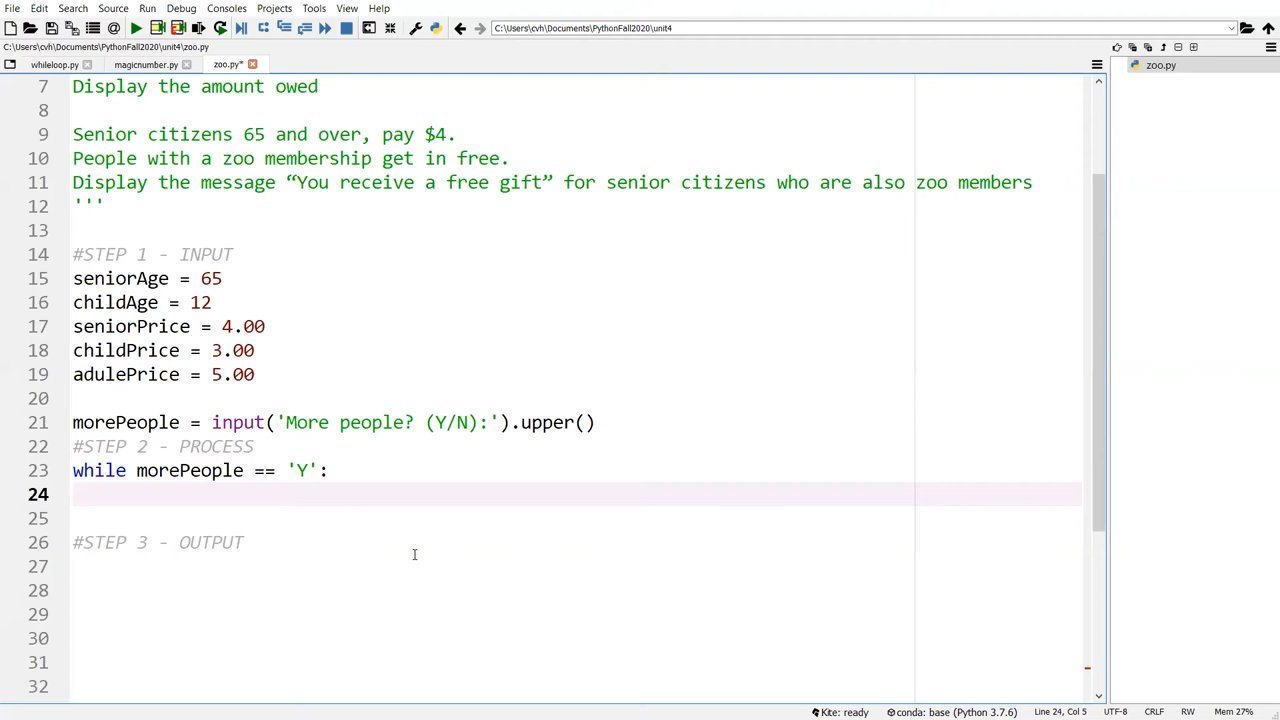 File Edit Search Source Run Debug Consoles Projects Tools View Help
C:\Users\cvh\Documents\PythonFall2020\unit4
C:\Users\cvh\Documents\PythonFall2020\unit4\zoo.py
whileloop.py magicnumber.py zoo.py* zoo.py
7 Display the amount owed
8
9 Senior citizens 65 and over, pay $4.
10 People with a zoo membership get in free.
11 Display the message “You receive a free gift” for senior citizens who are also zoo members
12 '''
13
14 #STEP 1 - INPUT
15 seniorAge = 65
16 childAge = 12
17 seniorPrice = 4.00
18 childPrice = 3.00
19 adulePrice = 5.00
20
21 morePeople = input('More people? (Y/N):').upper()
22 #STEP 2 - PROCESS
23 while morePeople == 'Y':
24
25
26 #STEP 3 - OUTPUT
27
28
29
30
31
32
Kite: ready conda: base (Python 3.7.6) Line 24, Col 5 UTF-8 CRLF RW Mem 27%